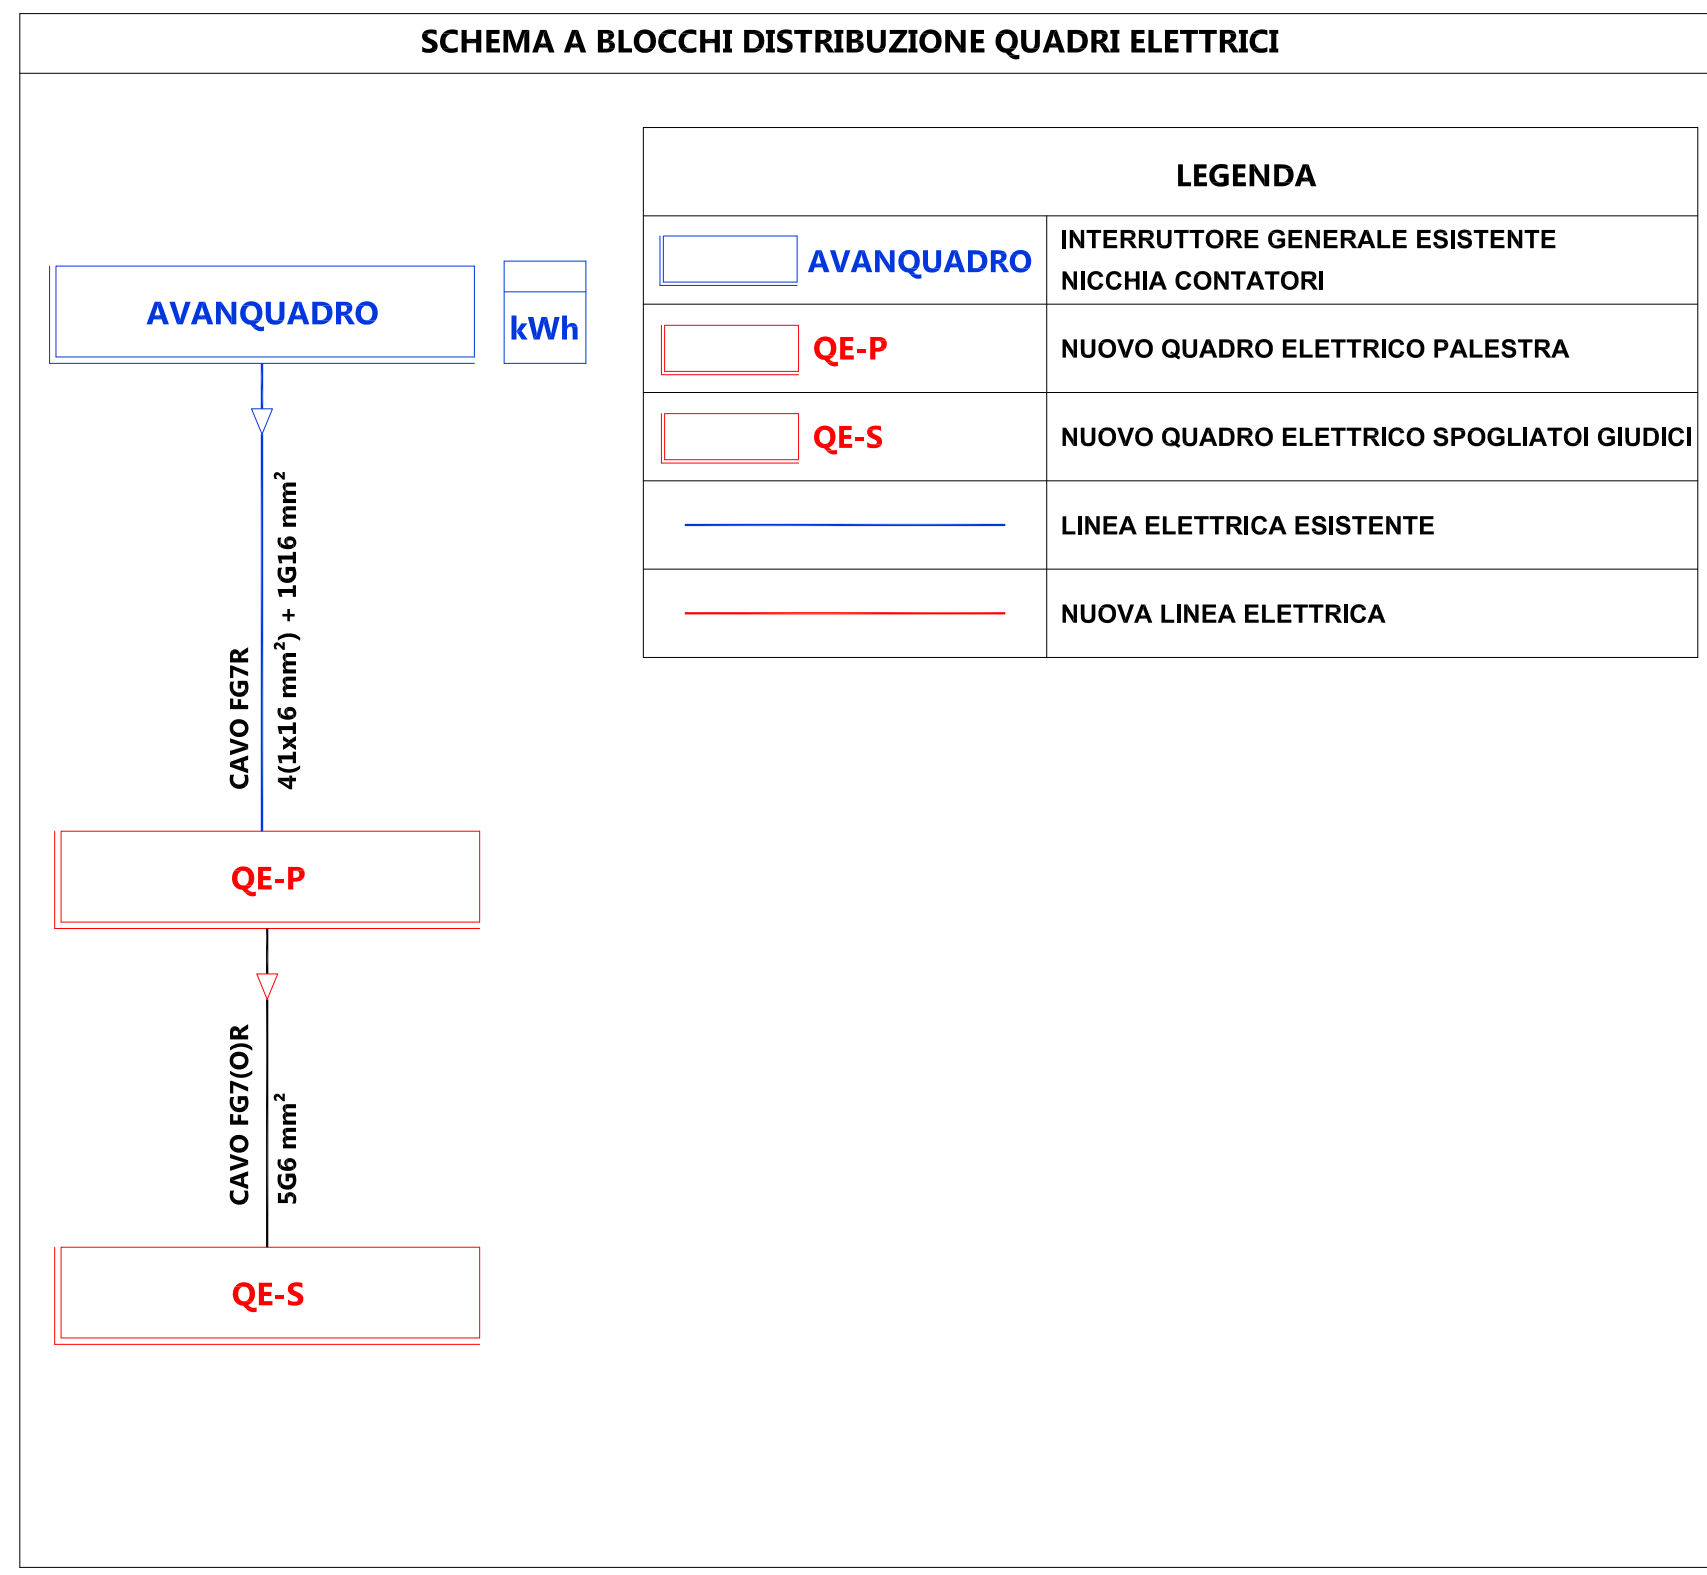 SCHEMA A BLOCCHI DISTRIBUZIONE QUADRI ELETTRICI
AVANQUADRO
kWh
CAVO FG7R
4(1x16 mm²) + 1G16 mm²
QE-P
CAVO FG7(O)R
5G6 mm²
QE-S
LEGENDA
AVANQUADRO
INTERRUTTORE GENERALE ESISTENTE
NICCHIA CONTATORI
QE-P
NUOVO QUADRO ELETTRICO PALESTRA
QE-S
NUOVO QUADRO ELETTRICO SPOGLIATOI GIUDICI
LINEA ELETTRICA ESISTENTE
NUOVA LINEA ELETTRICA